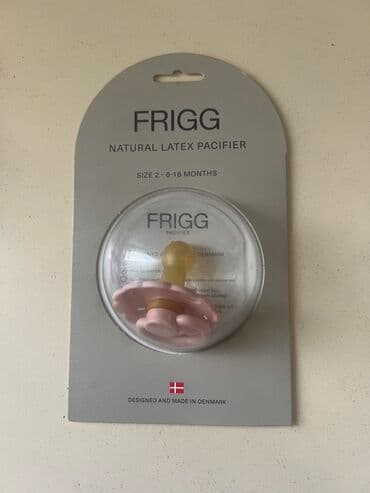 FRIGG
NATURAL LATEX PACIFIER
SIZE 2 - 6-18 MONTHS
FRIGG
PACIFIER
DENMARK
DESIGNED AND MADE IN DENMARK